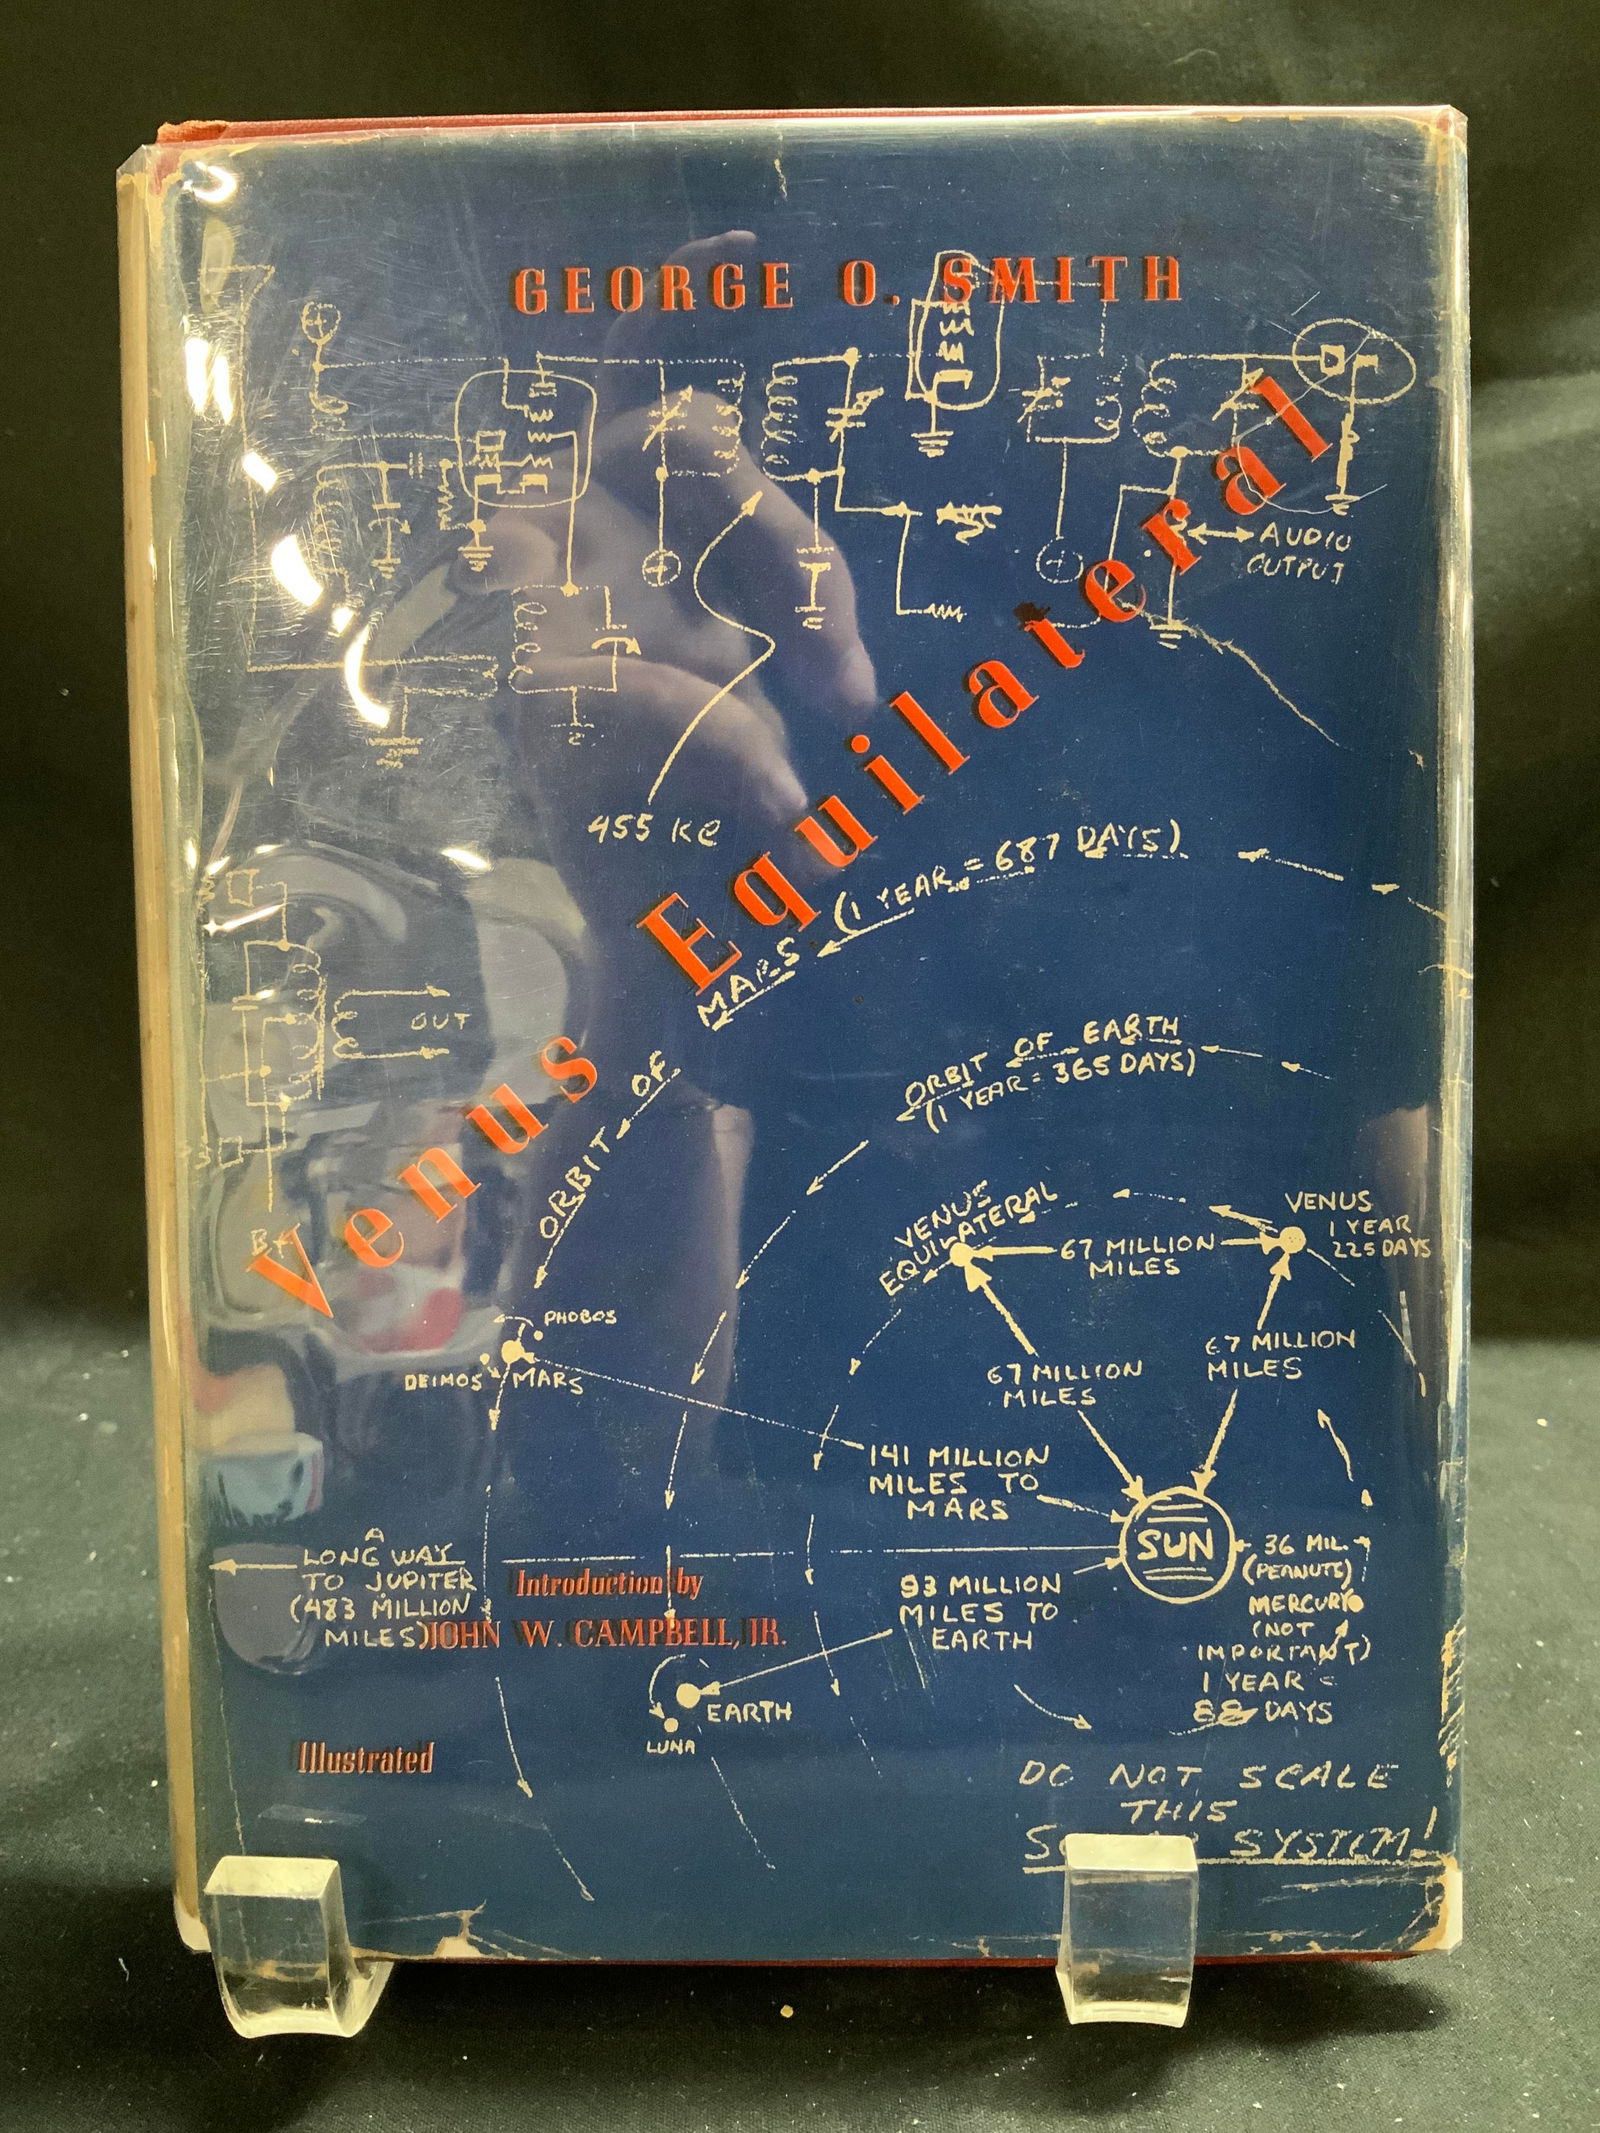 GEORGE O. SMITH
Venus Equilateral
AUDIO
OUTPUT
455 KC
OUT
B+
ORBIT OF MARS (1 YEAR = 687 DAYS)
ORBIT OF EARTH
(1 YEAR = 365 DAYS)
VENUS
EQUILATERAL
67 MILLION
MILES
VENUS
1 YEAR
225 DAYS
67 MILLION
MILES
67 MILLION
MILES
PHOBOS
DEIMOS
MARS
141 MILLION
MILES TO
MARS
SUN
36 MIL.
(PEANUTS)
MERCURY
(NOT
IMPORTANT)
1 YEAR =
88 DAYS
93 MILLION
MILES TO
EARTH
A
LONG WAY
TO JUPITER
(483 MILLION
MILES)
Introduction by
JOHN W. CAMPBELL, JR.
EARTH
LUNA
Illustrated
DO NOT SCALE
THIS
SYSTEM!